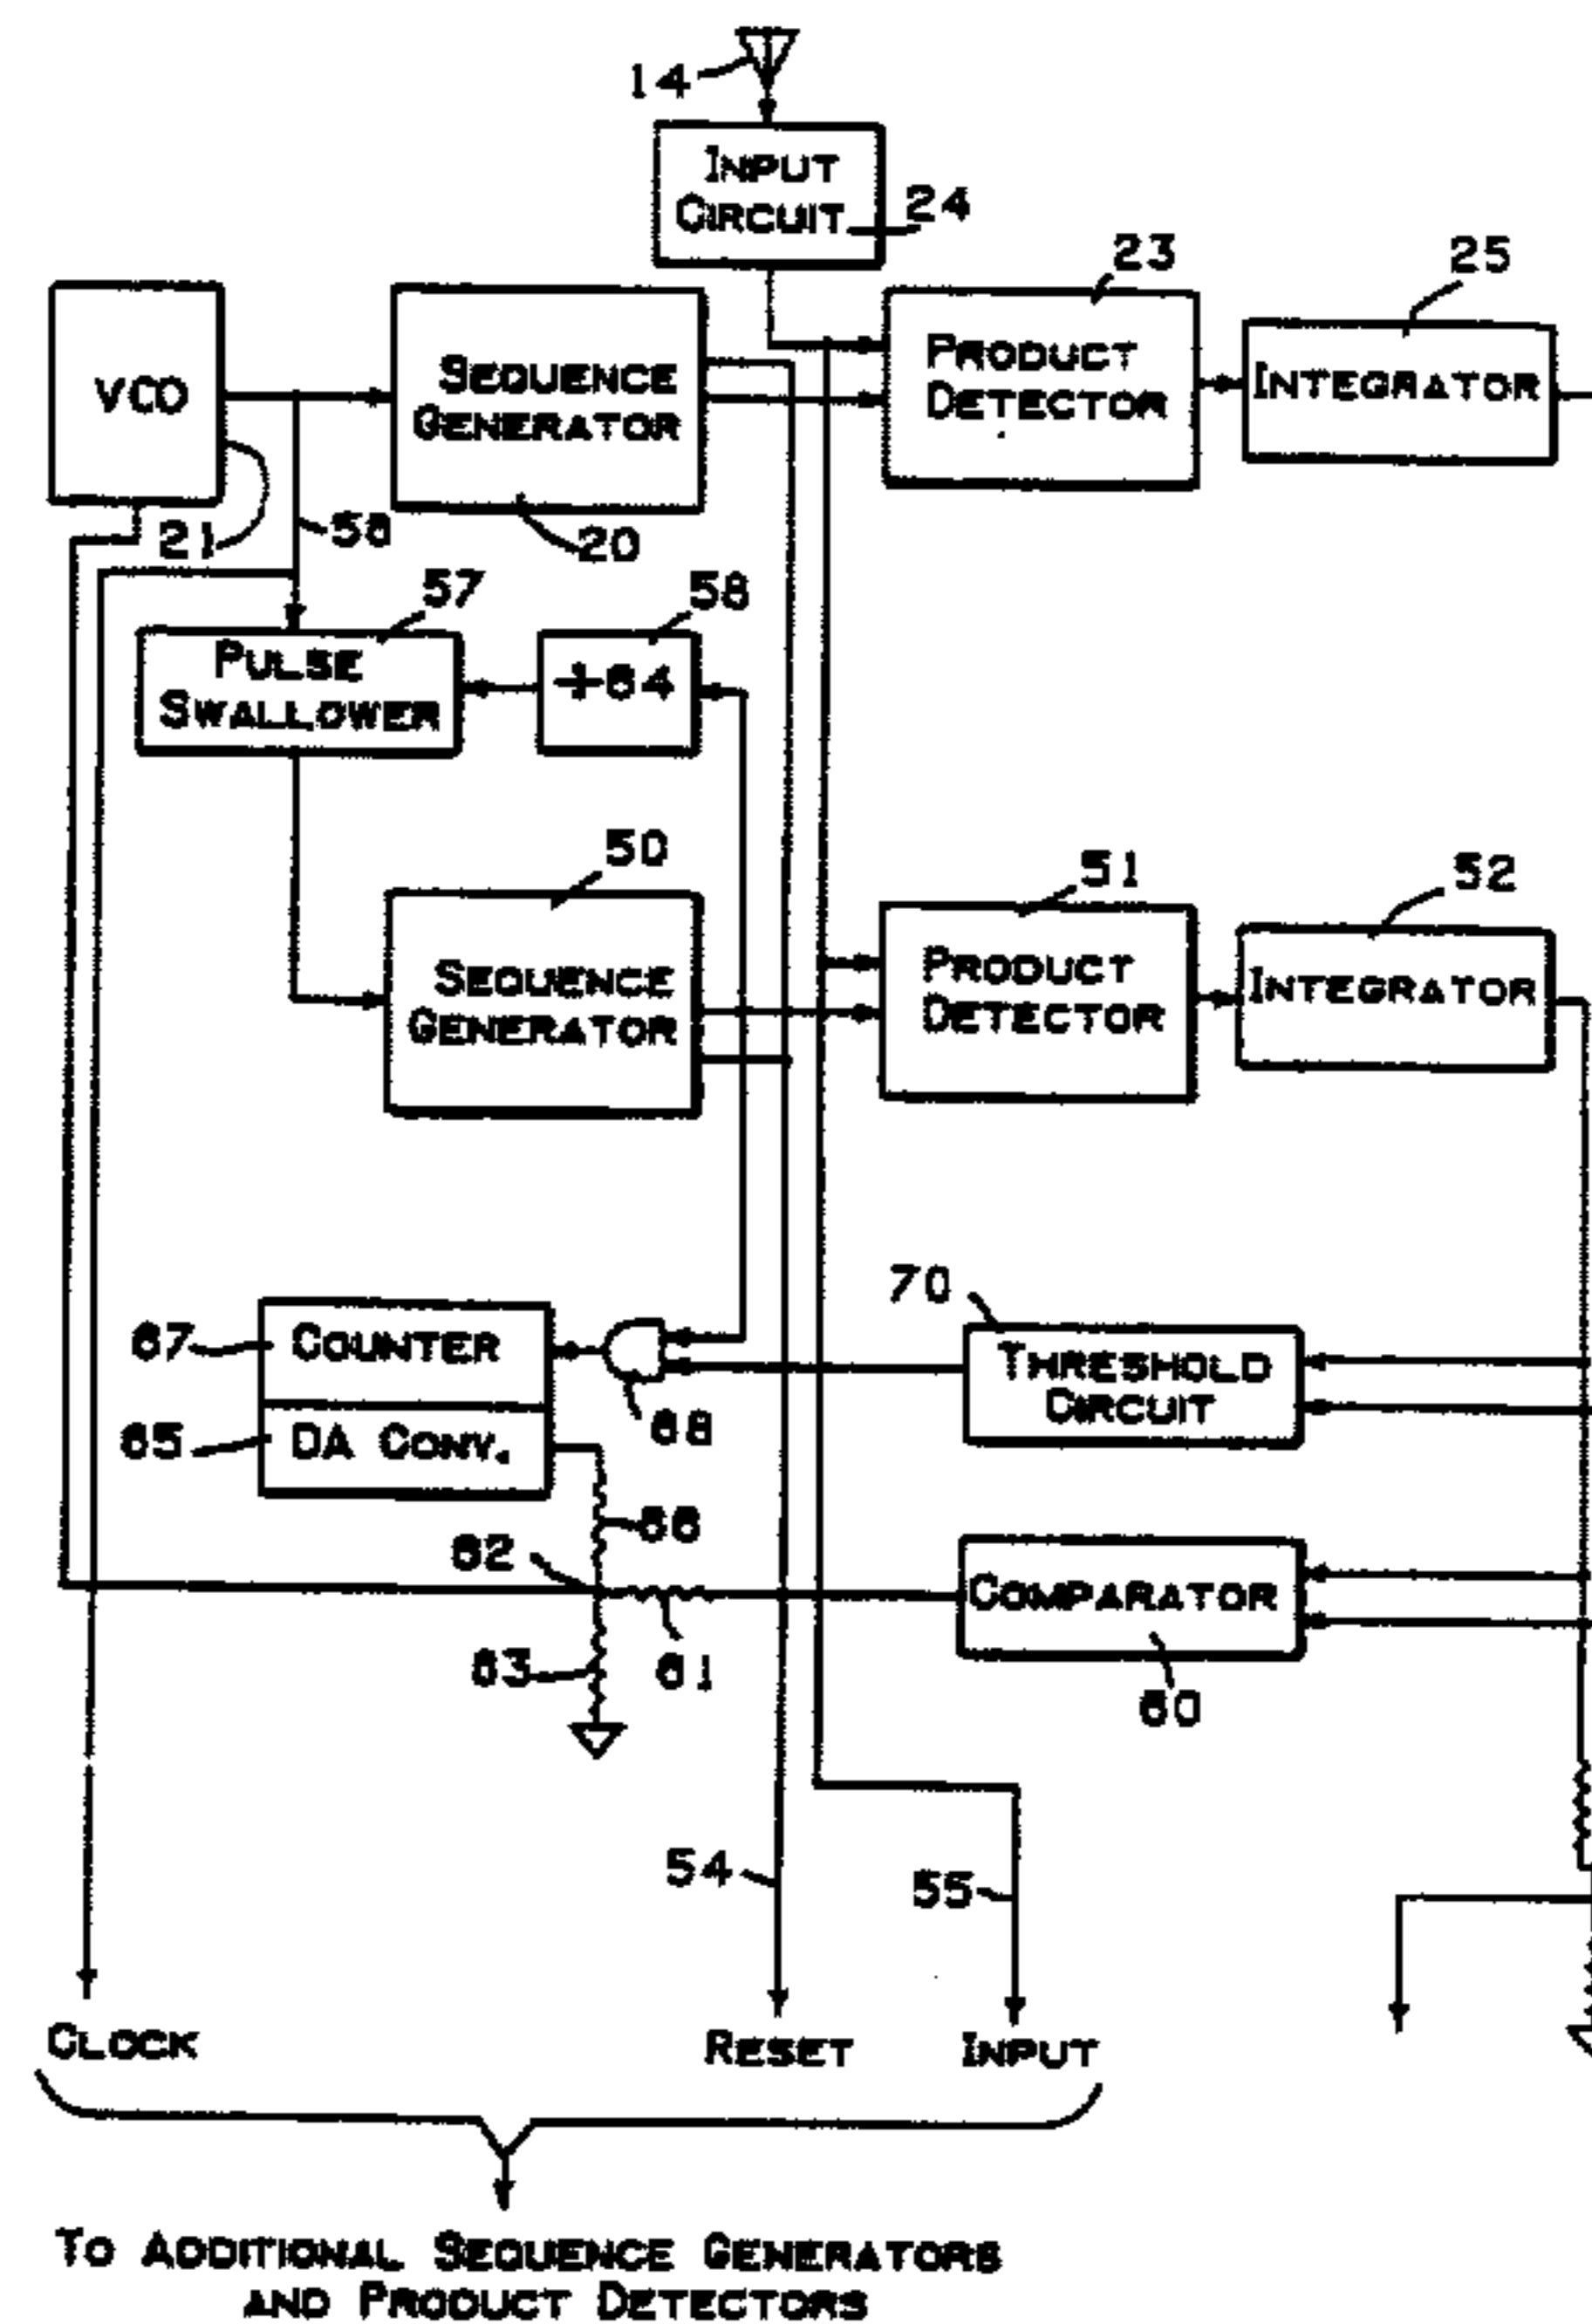 14
INPUT
CIRCUIT
24
23
25
VCO
SEQUENCE
GENERATOR
PRODUCT
DETECTOR
INTEGRATOR
21
56
20
57
58
PULSE
SWALLOWER
÷64
50
51
52
SEQUENCE
GENERATOR
PRODUCT
DETECTOR
INTEGRATOR
70
67
COUNTER
THRESHOLD
CIRCUIT
65
DA CONV.
68
66
62
COMPARATOR
63
61
60
54
55
CLOCK
RESET
INPUT
TO ADDITIONAL SEQUENCE GENERATORS
AND PRODUCT DETECTORS